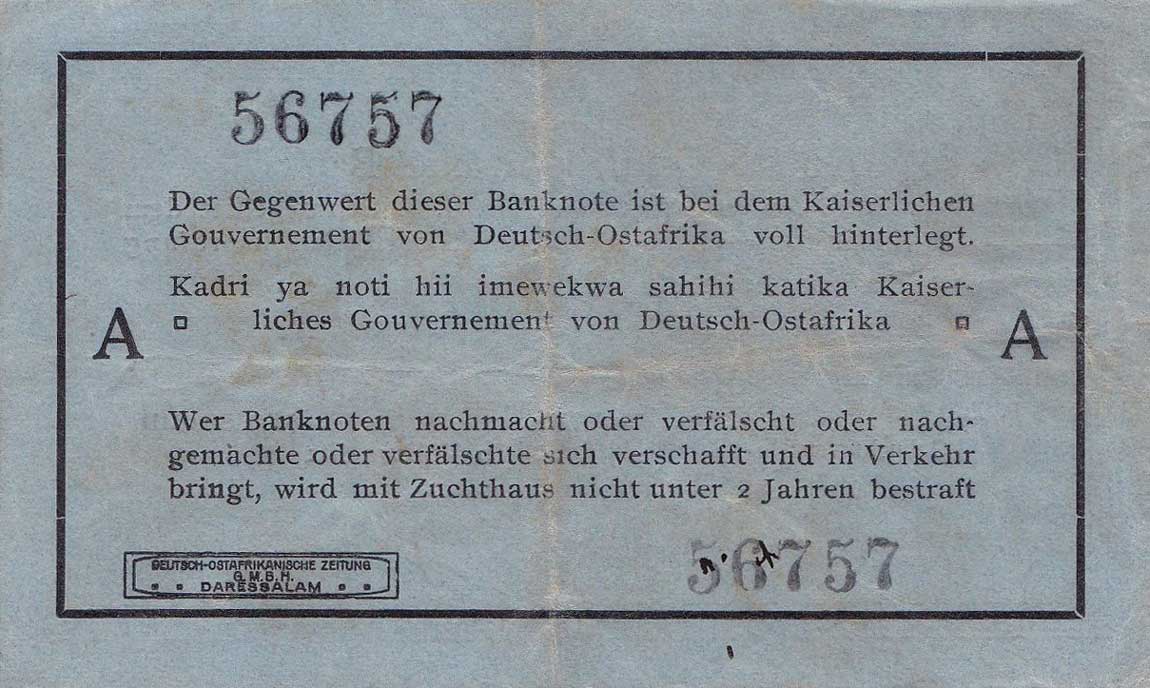 56757
Der Gegenwert dieser Banknote ist bei dem Kaiserlichen
Gouvernement von Deutsch-Ostafrika voll hinterlegt.
Kadri ya noti hii imewekwa sahihi katika Kaiser-
liches Gouvernement von Deutsch-Ostafrika
A
A
Wer Banknoten nachmacht oder verfälscht oder nach-
gemachte oder verfälschte sich verschafft und in Verkehr
bringt, wird mit Zuchthaus nicht unter 2 Jahren bestraft
DEUTSCH-OSTAFRIKANISCHE ZEITUNG
G.M.B.H.
DARESSALAM
56757